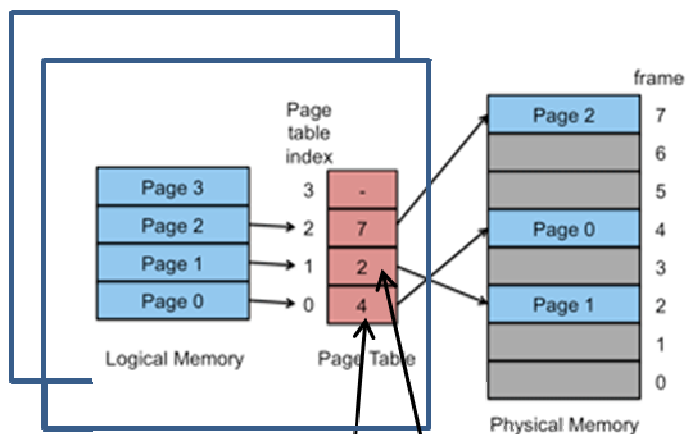 frame
Page
table
index
Page 3
Page 2
Page 1
Page 0
3
2
1
0
-
7
2
4
Page 2
Page 0
Page 1
7
6
5
4
3
2
1
0
Logical Memory
Page Table
Physical Memory